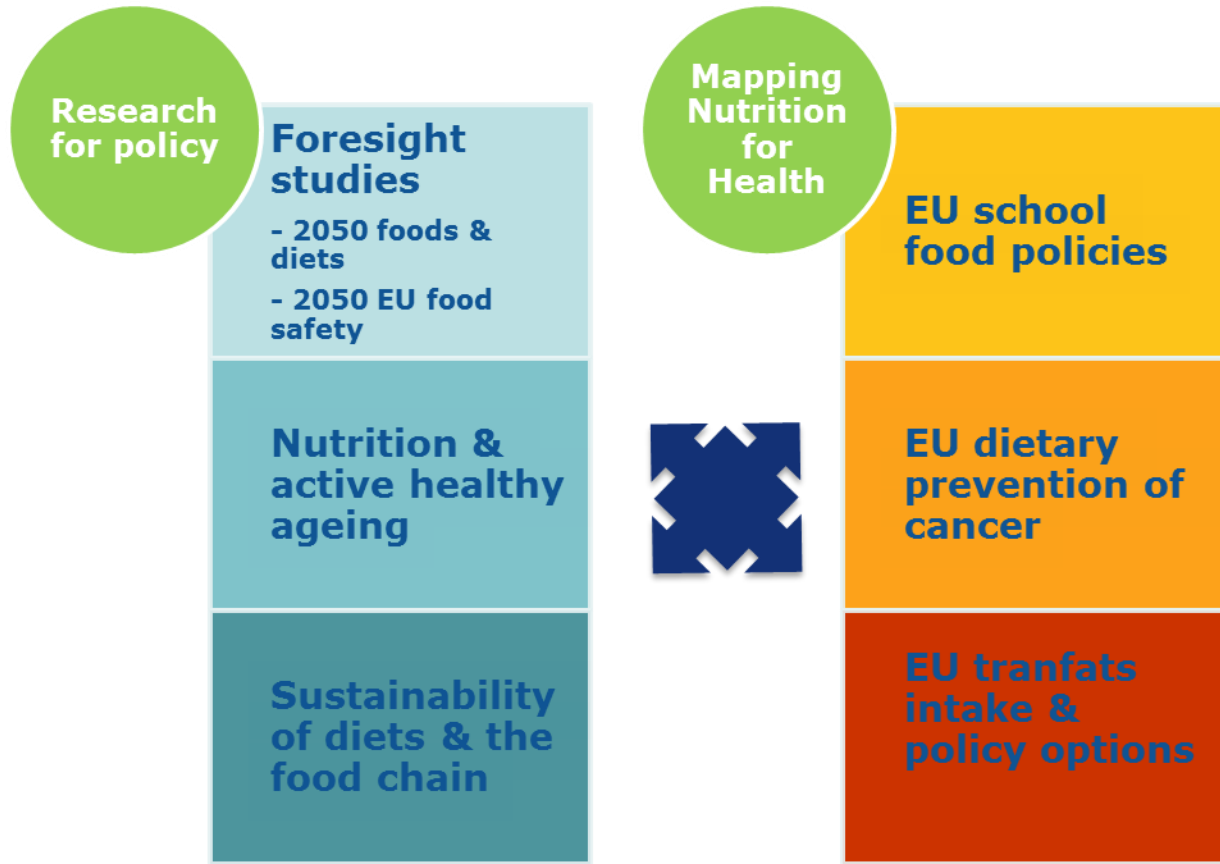 Research
for policy
Foresight
studies
- 2050 foods &
diets
- 2050 EU food
safety
Nutrition &
active healthy
ageing
Sustainability
of diets & the
food chain
Mapping
Nutrition
for
Health
EU school
food policies
EU dietary
prevention of
cancer
EU tranfats
intake &
policy options